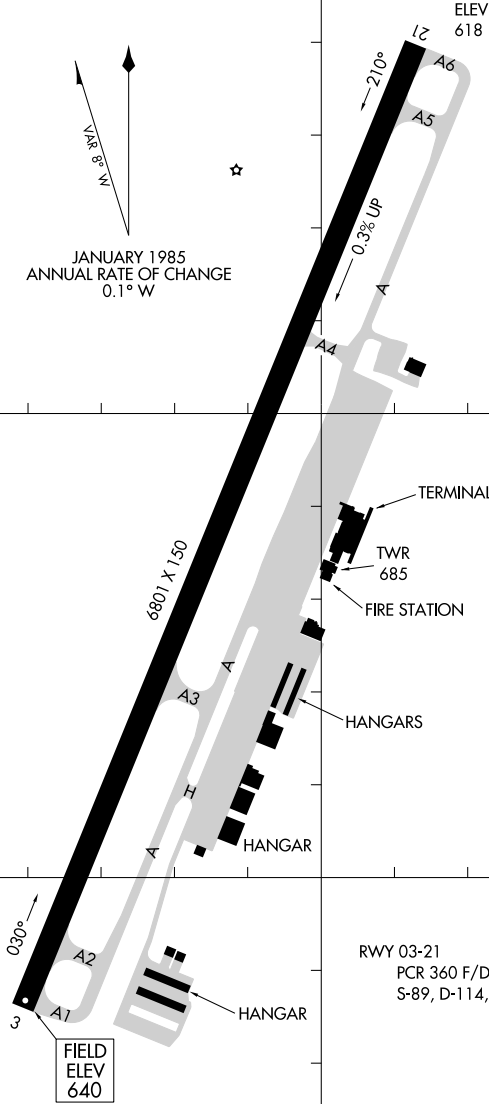 ELEV
618
21
A6
210°
A5
VAR 8° W
0.3% UP
JANUARY 1985
ANNUAL RATE OF CHANGE
0.1° W
A
A4
TERMINAL
6801 X 150
TWR
685
FIRE STATION
A
A3
HANGARS
H
A
HANGAR
030°
A2
RWY 03-21
PCR 360 F/D
S-89, D-114,
A1
HANGAR
3
FIELD
ELEV
640